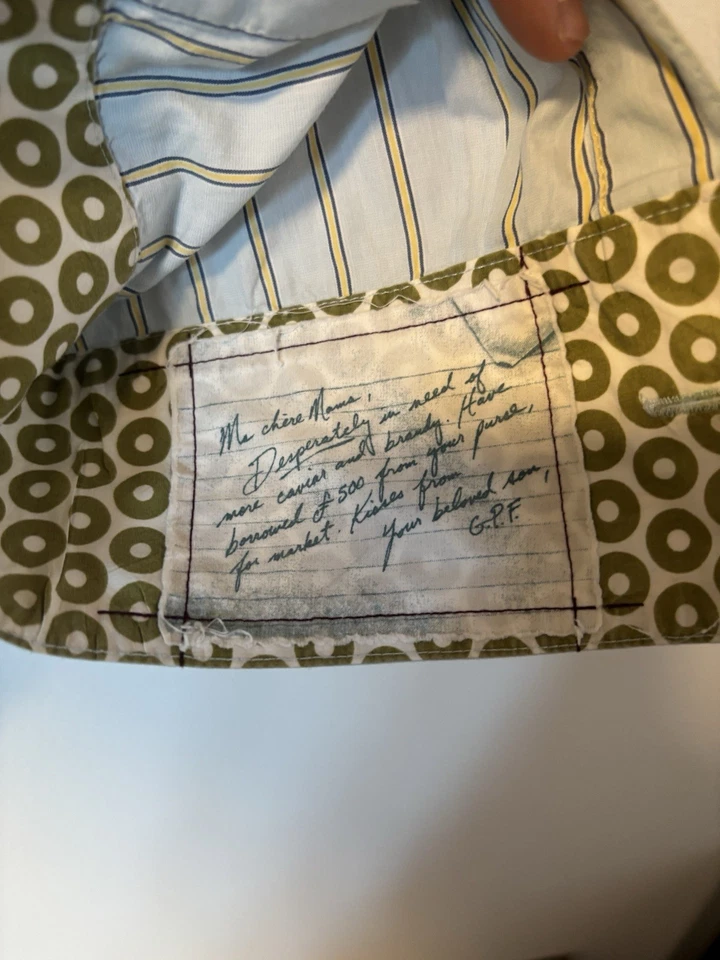 Ma chère Mama,
Desperately in need of
more caviar and brandy. Have
borrowed ₣ 500 from your purse,
for market. Kisses from
your beloved son,
G.P.F.